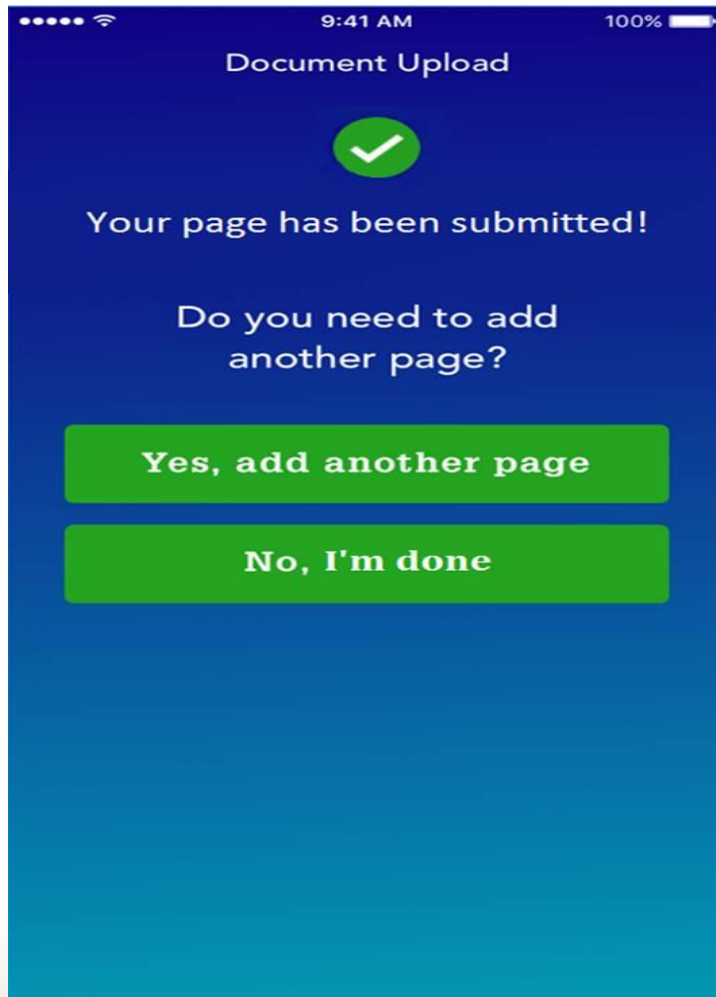 9:41 AM 100%
Document Upload
Your page has been submitted!
Do you need to add
another page?
Yes, add another page
No, I'm done